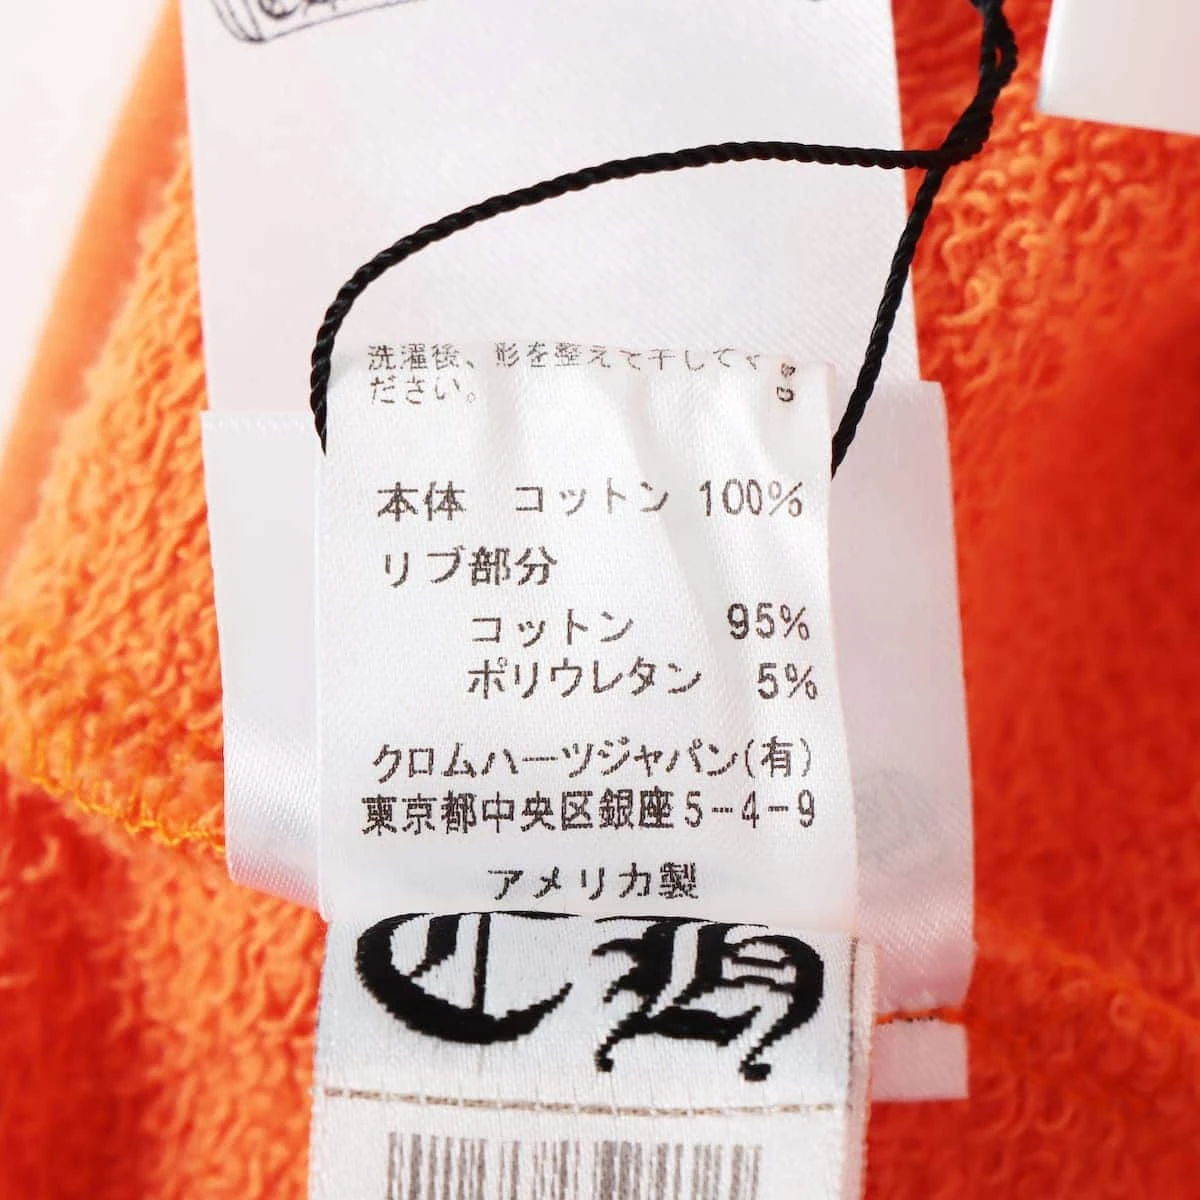 洗濯後、形を整えて干してく
ださい。
本体 コットン 100%
リブ部分
コットン 95%
ポリウレタン 5%
クロムハーツジャパン(有)
東京都中央区銀座5-4-9
アメリカ製
CH